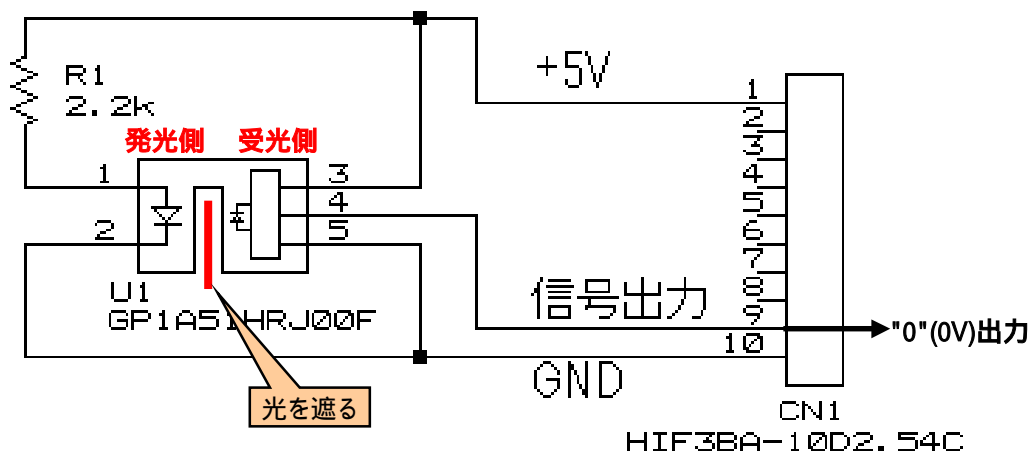 +5V
R1
2.2k
発光側 受光側
1
2
3
4
5
U1
GP1A51HRJ00F
光を遮る
信号出力
GND
1
2
3
4
5
6
7
8
9
10
"0"(0V)出力
CN1
HIF3BA-10D2.54C